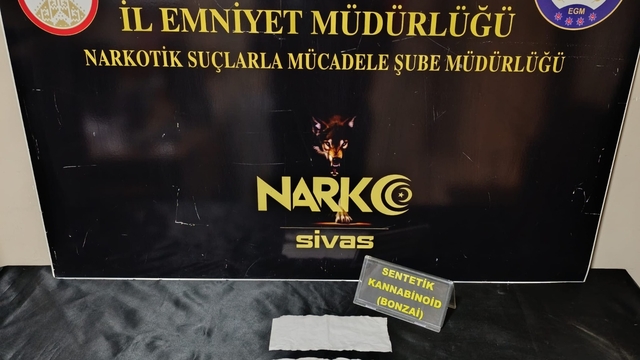 İL EMNİYET MÜDÜRLÜĞÜ
EGM
NARKOTİK SUÇLARLA MÜCADELE ŞUBE MÜDÜRLÜĞÜ
NARKO
sivas
SENTETİK
KANNABİNOİD
(BONZAİ)